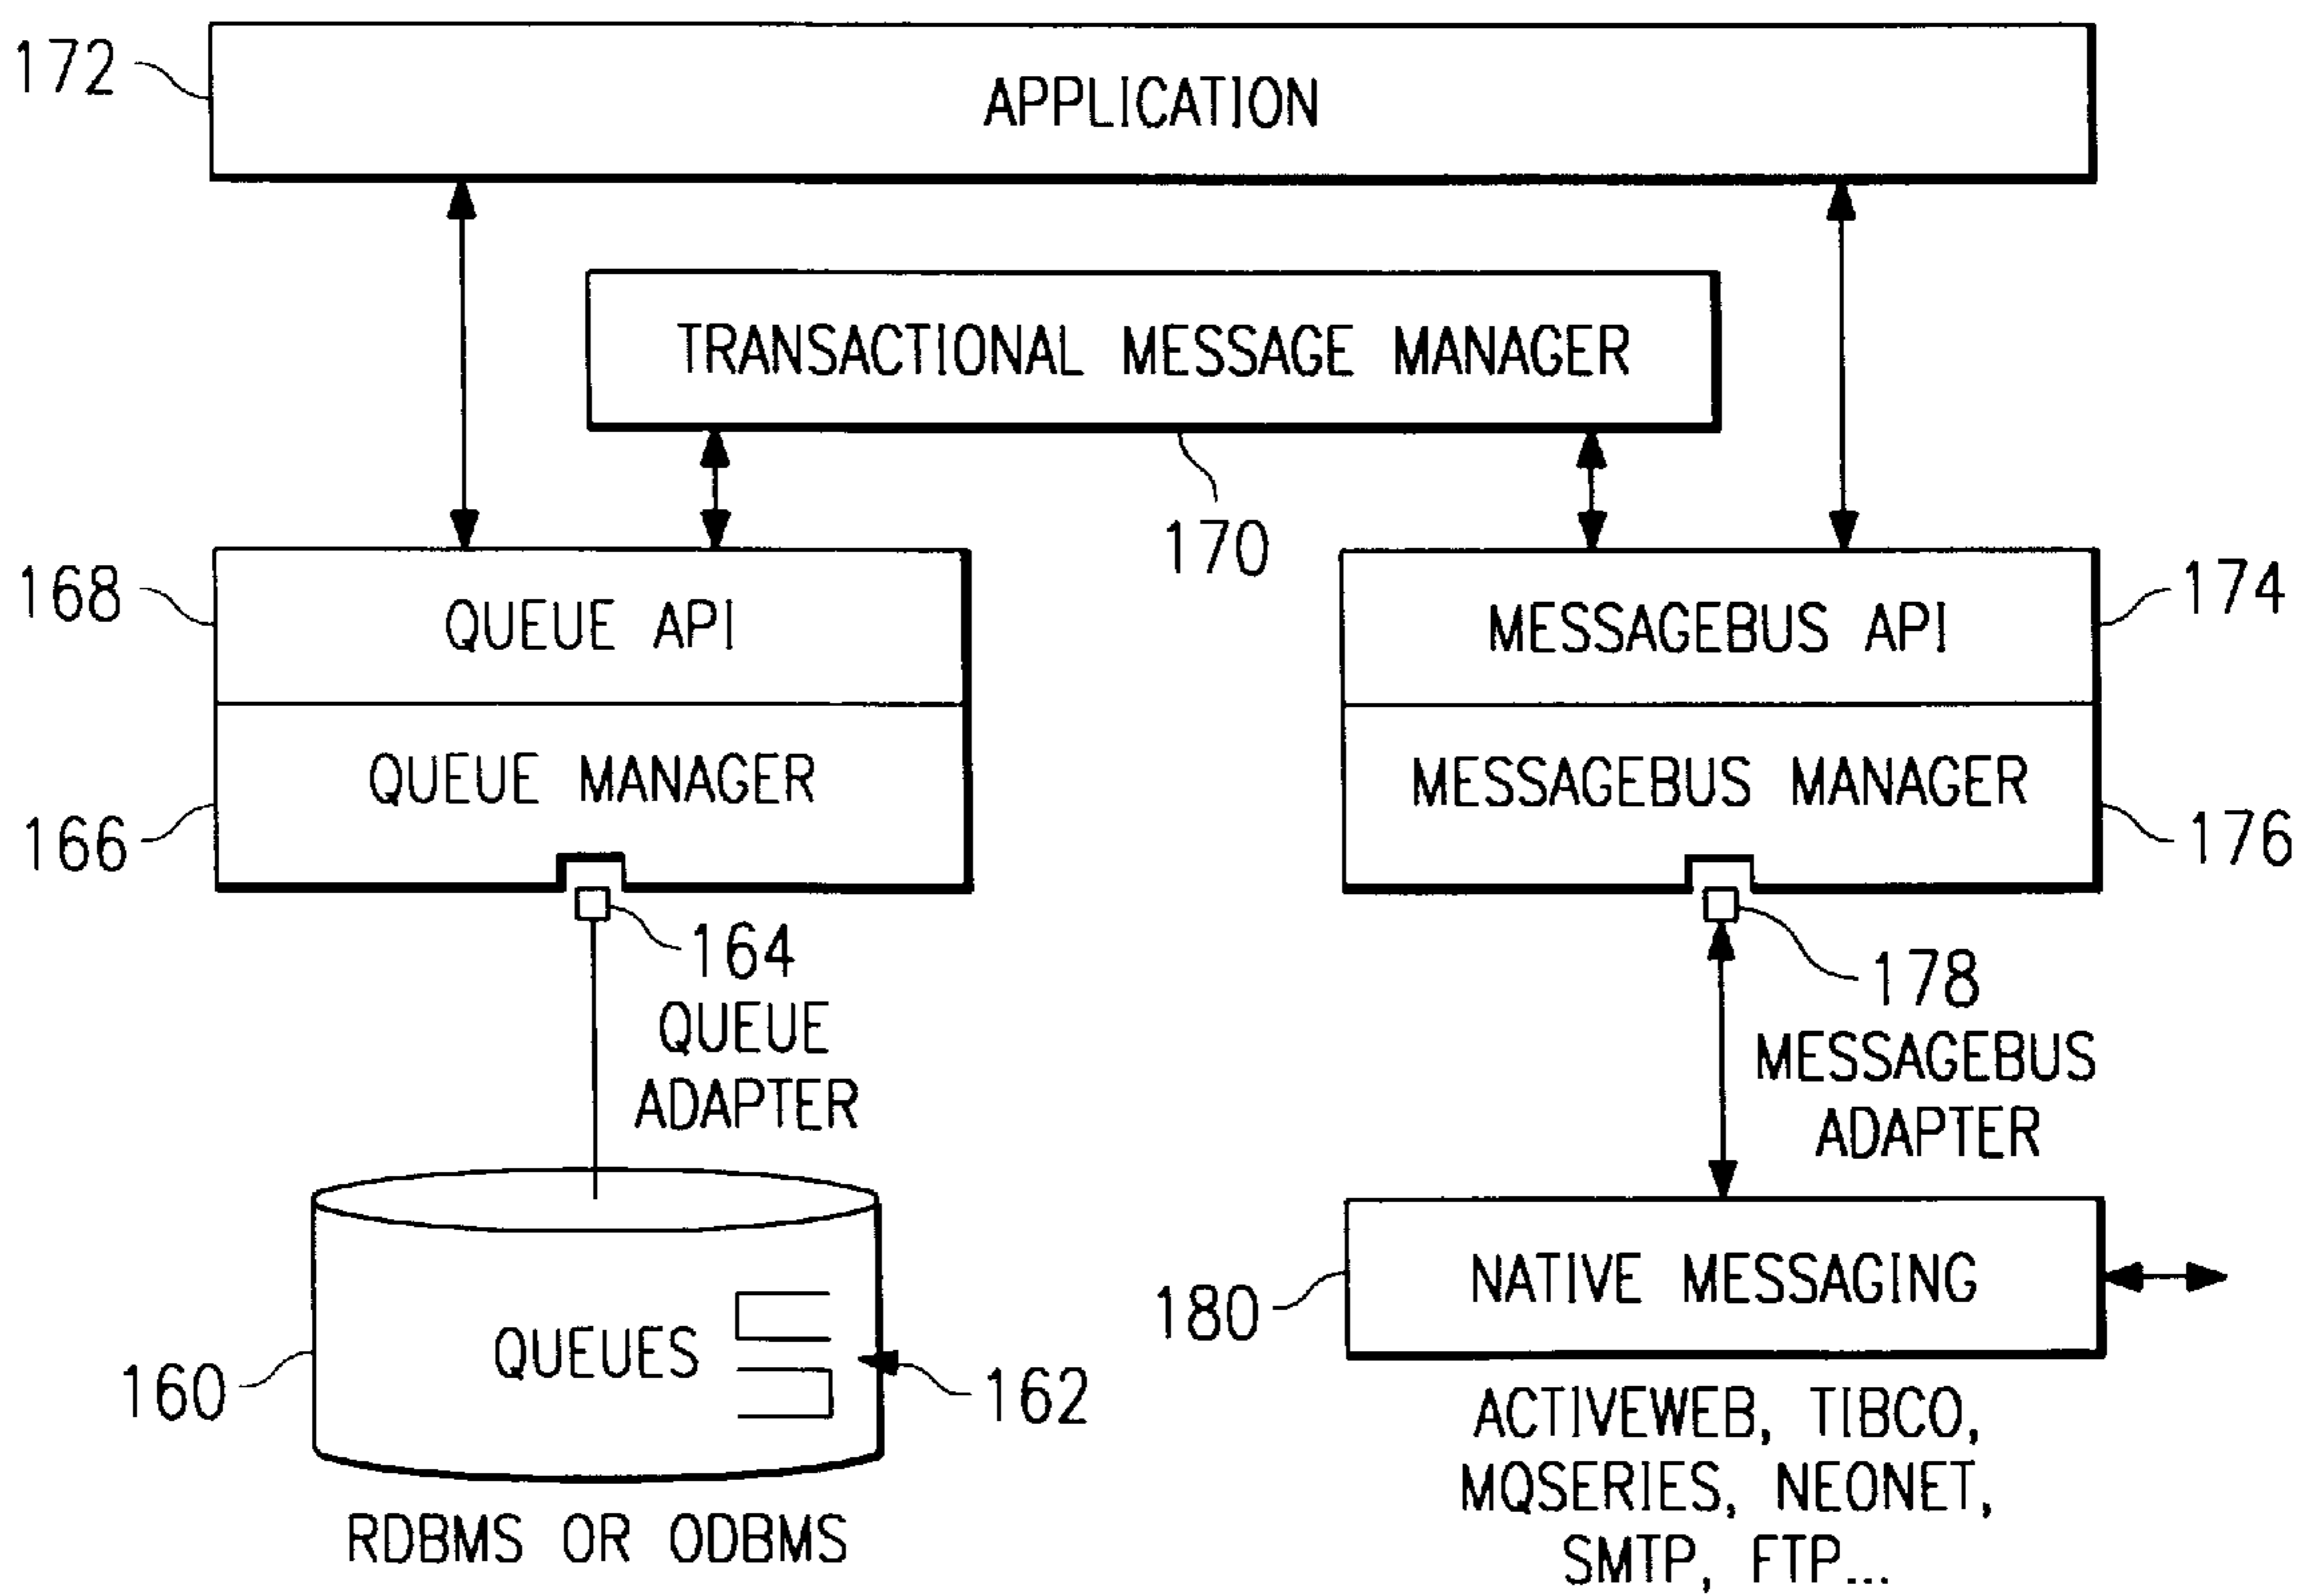 172
APPLICATION
TRANSACTIONAL MESSAGE MANAGER
170
168
QUEUE API
MESSAGEBUS API
174
QUEUE MANAGER
MESSAGEBUS MANAGER
166
176
164
QUEUE
ADAPTER
178
MESSAGEBUS
ADAPTER
180
NATIVE MESSAGING
160
QUEUES
162
ACTIVEWEB, TIBCO,
MQSERIES, NEONET,
SMTP, FTP...
RDBMS OR ODBMS